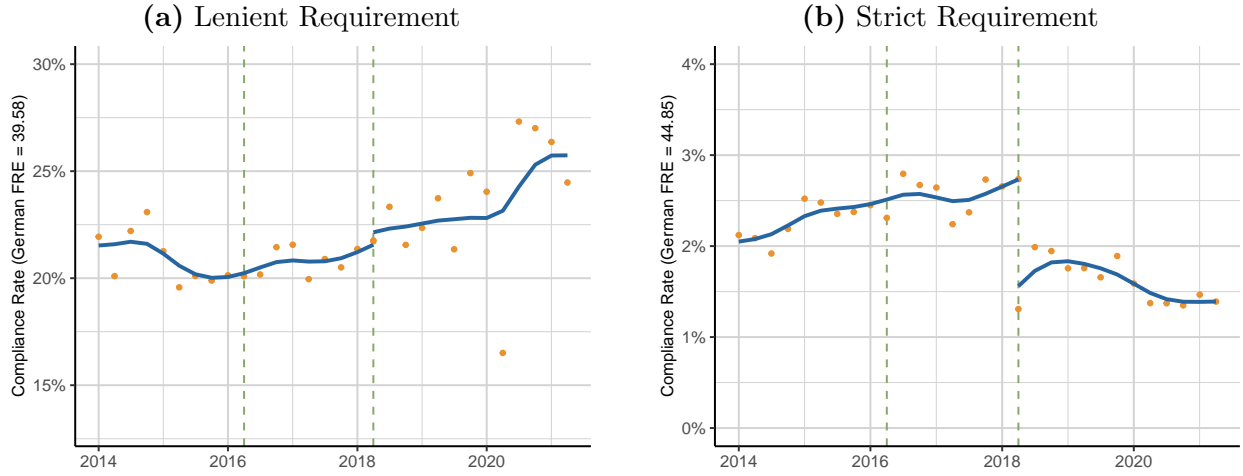 (a) Lenient Requirement
Compliance Rate (German FRE = 39.58)
30%
25%
20%
15%
2014 2016 2018 2020
(b) Strict Requirement
Compliance Rate (German FRE = 44.85)
4%
3%
2%
1%
0%
2014 2016 2018 2020